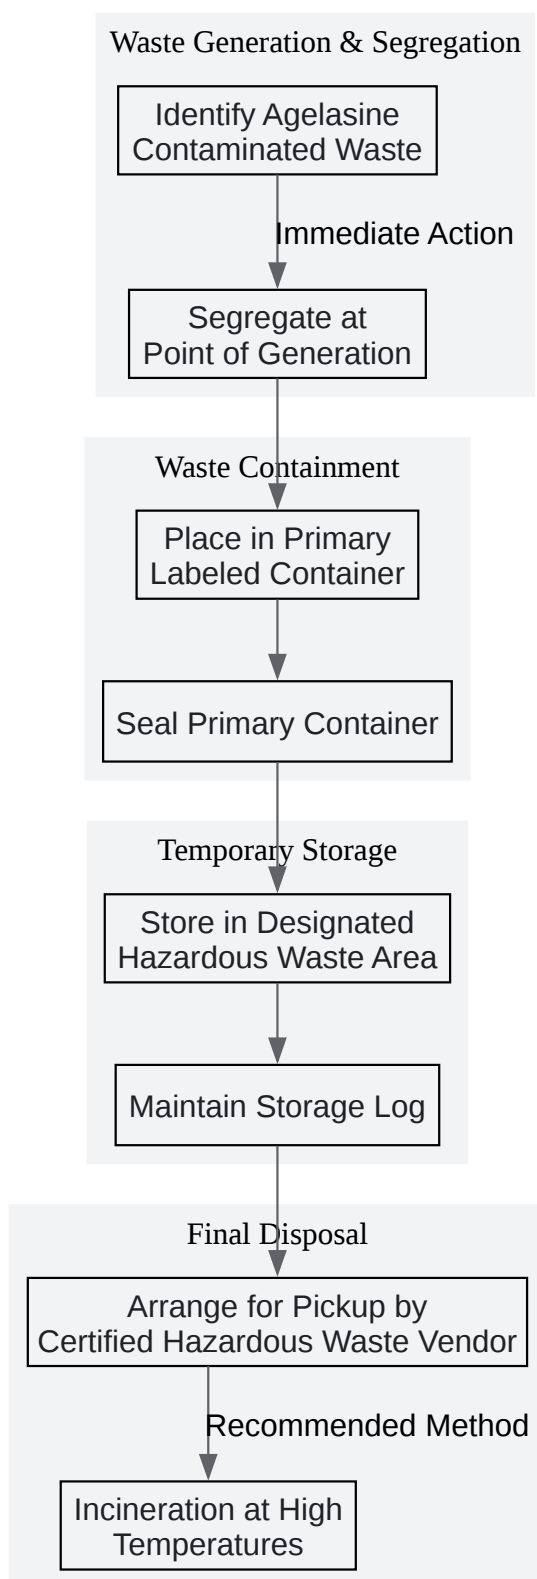 Waste Generation & Segregation
Identify Agelasine
Contaminated Waste
Immediate Action
Segregate at
Point of Generation
Waste Containment
Place in Primary
Labeled Container
Seal Primary Container
Temporary Storage
Store in Designated
Hazardous Waste Area
Maintain Storage Log
Final Disposal
Arrange for Pickup by
Certified Hazardous Waste Vendor
Recommended Method
Incineration at High
Temperatures